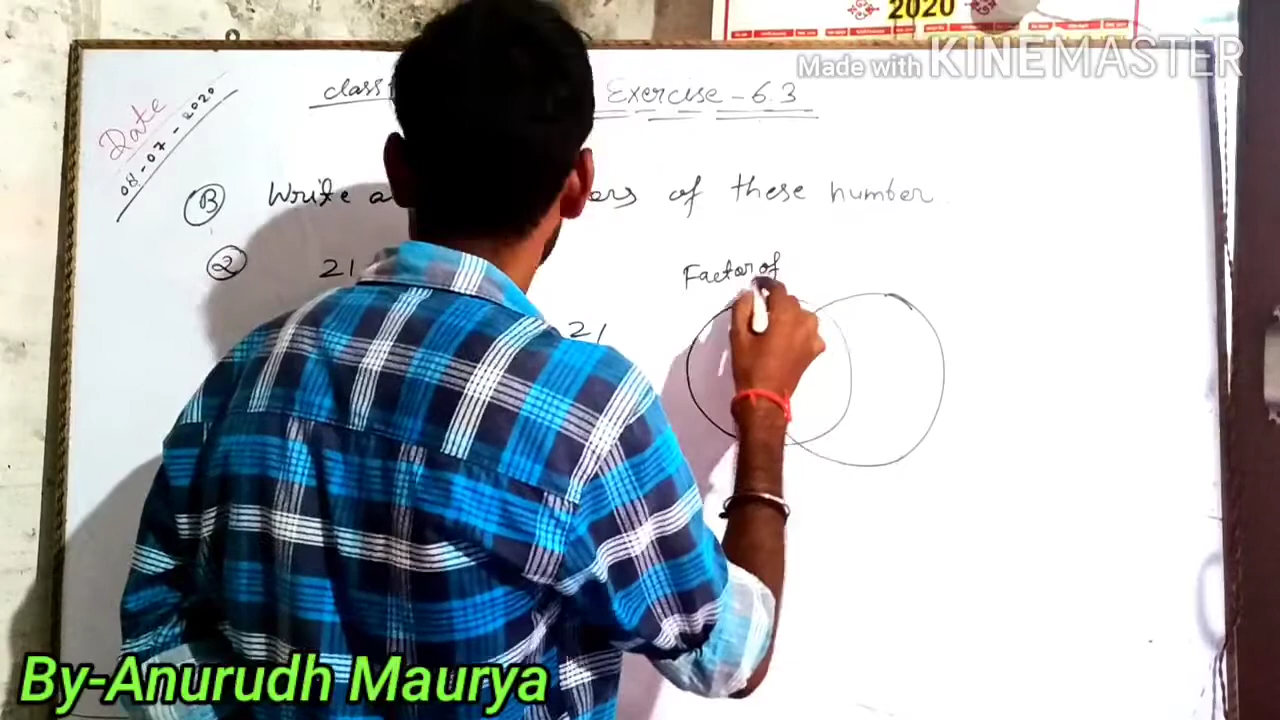 2020
Made with KINEMASTER
Date
08-07-2020
class
Exercise - 6.3
B Write of these number
2 21
Factor of
21
By-Anurudh Maurya